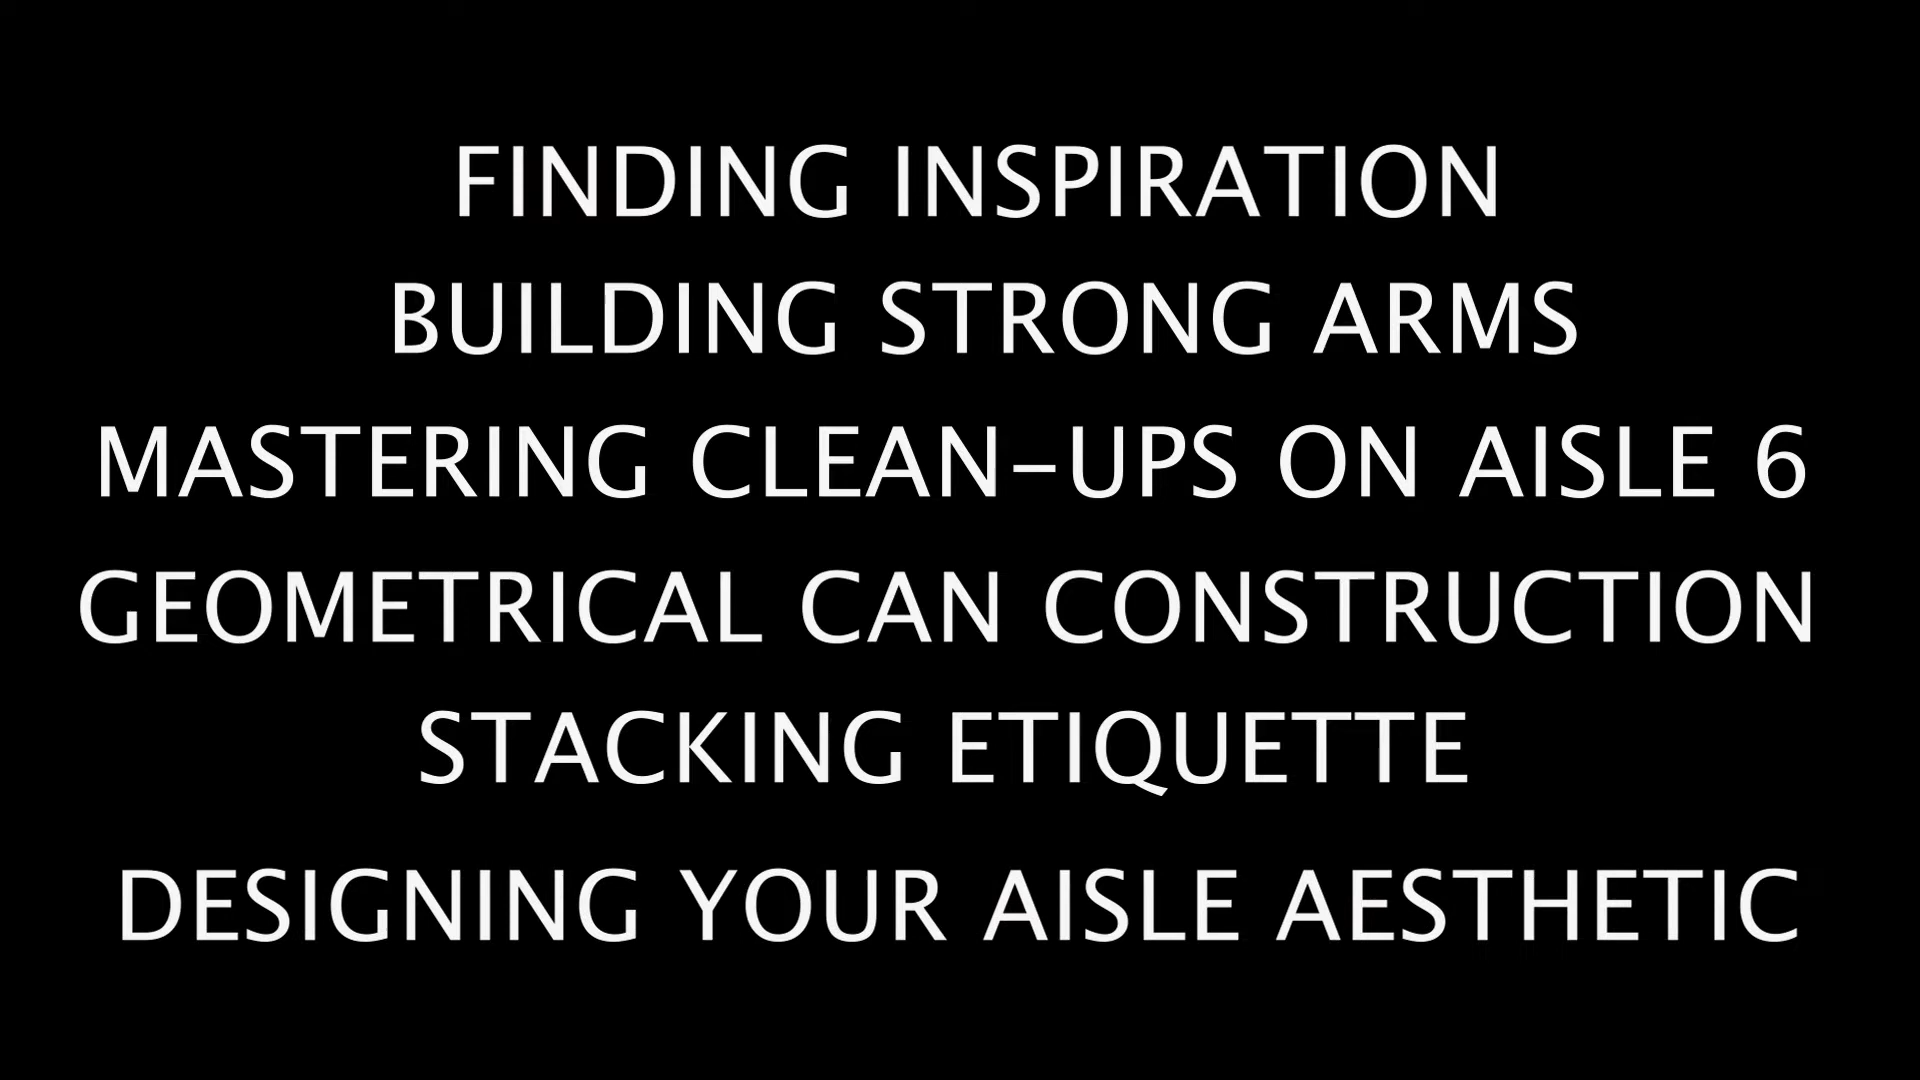 FINDING INSPIRATION
BUILDING STRONG ARMS
MASTERING CLEAN-UPS ON AISLE 6
GEOMETRICAL CAN CONSTRUCTION
STACKING ETIQUETTE
DESIGNING YOUR AISLE AESTHETIC